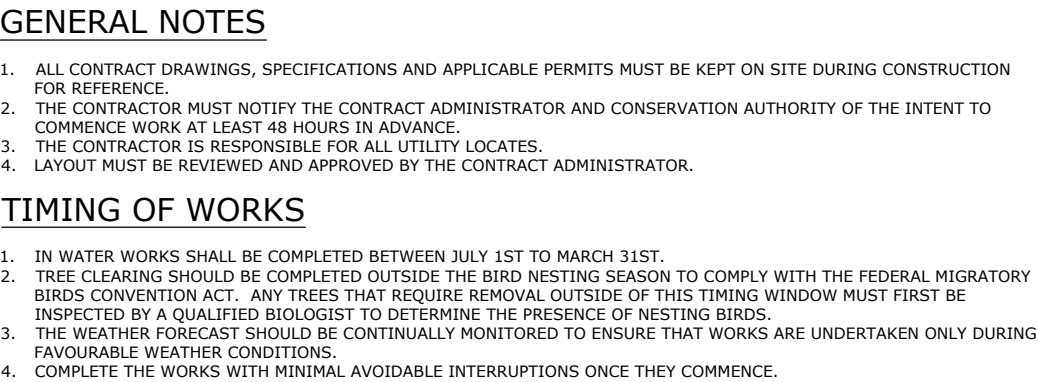 GENERAL NOTES
1. ALL CONTRACT DRAWINGS, SPECIFICATIONS AND APPLICABLE PERMITS MUST BE KEPT ON SITE DURING CONSTRUCTION
FOR REFERENCE.
2. THE CONTRACTOR MUST NOTIFY THE CONTRACT ADMINISTRATOR AND CONSERVATION AUTHORITY OF THE INTENT TO
COMMENCE WORK AT LEAST 48 HOURS IN ADVANCE.
3. THE CONTRACTOR IS RESPONSIBLE FOR ALL UTILITY LOCATES.
4. LAYOUT MUST BE REVIEWED AND APPROVED BY THE CONTRACT ADMINISTRATOR.
TIMING OF WORKS
1. IN WATER WORKS SHALL BE COMPLETED BETWEEN JULY 1ST TO MARCH 31ST.
2. TREE CLEARING SHOULD BE COMPLETED OUTSIDE THE BIRD NESTING SEASON TO COMPLY WITH THE FEDERAL MIGRATORY
BIRDS CONVENTION ACT. ANY TREES THAT REQUIRE REMOVAL OUTSIDE OF THIS TIMING WINDOW MUST FIRST BE
INSPECTED BY A QUALIFIED BIOLOGIST TO DETERMINE THE PRESENCE OF NESTING BIRDS.
3. THE WEATHER FORECAST SHOULD BE CONTINUALLY MONITORED TO ENSURE THAT WORKS ARE UNDERTAKEN ONLY DURING
FAVOURABLE WEATHER CONDITIONS.
4. COMPLETE THE WORKS WITH MINIMAL AVOIDABLE INTERRUPTIONS ONCE THEY COMMENCE.